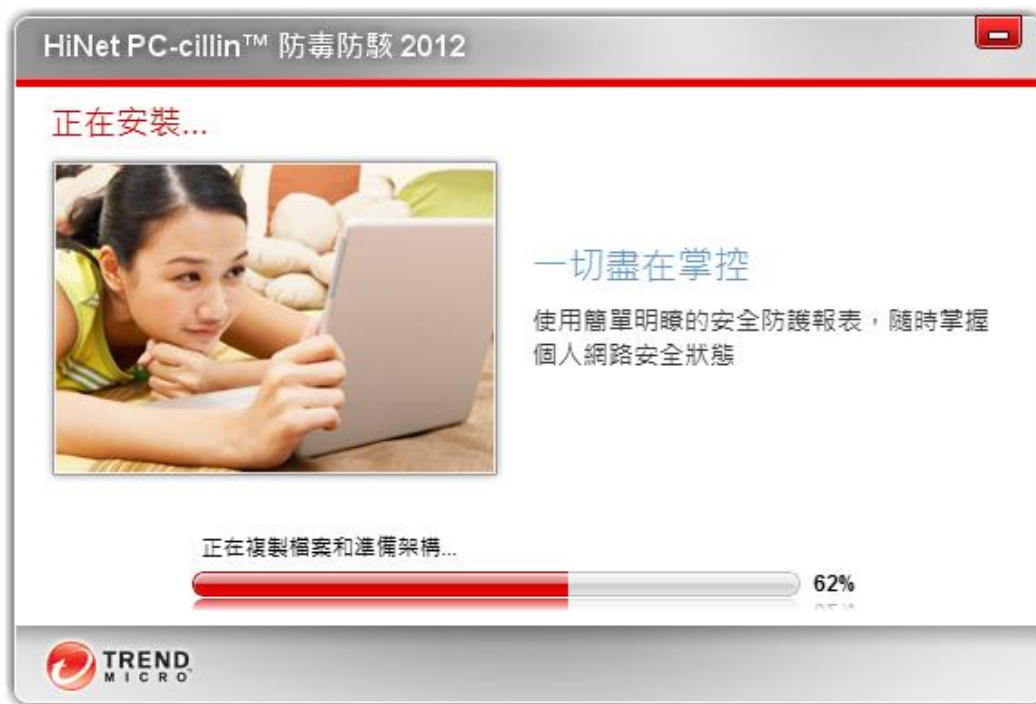 HiNet PC-cillin™ 防毒防駭 2012
正在安裝...
一切盡在掌控
使用簡單明瞭的安全防護報表，隨時掌握
個人網路安全狀態
正在複製檔案和準備架構...
62%
TREND
MICRO